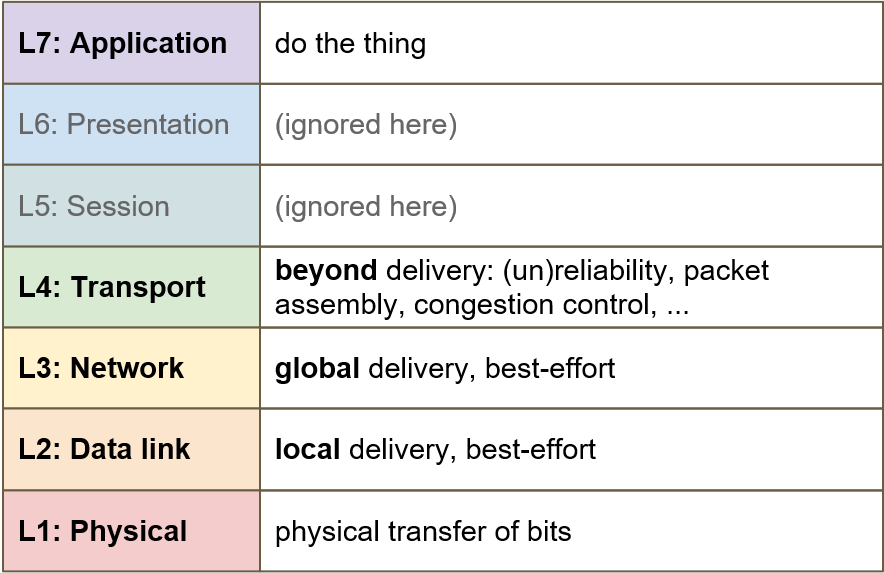 L7: Application
do the thing
L6: Presentation
(ignored here)
L5: Session
(ignored here)
L4: Transport
beyond delivery: (un)reliability, packet
assembly, congestion control, ...
L3: Network
global delivery, best-effort
L2: Data link
local delivery, best-effort
L1: Physical
physical transfer of bits